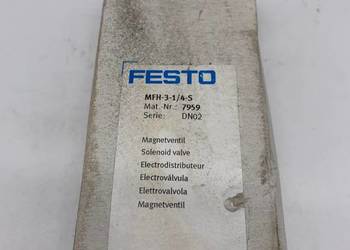 FESTO
MFH-3-1/4-S
Mat.-Nr.: 7959
Serie: DN02
Magnetventil
Solenoid valve
Electrodistributeur
Electroválvula
Elettrovalvola
Magnetventil